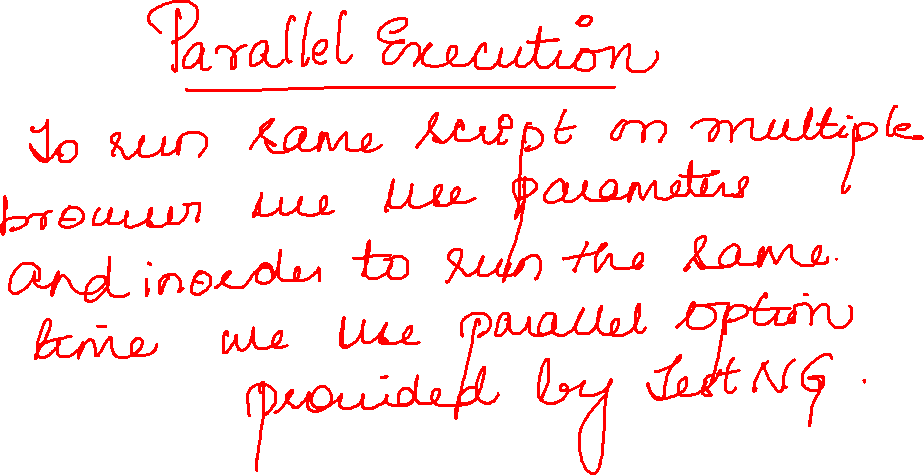 Parallel Execution
To run same script on multiple
browser we use parameters
and inorder to run the same.
time we use parallel option
provided by TestNG.